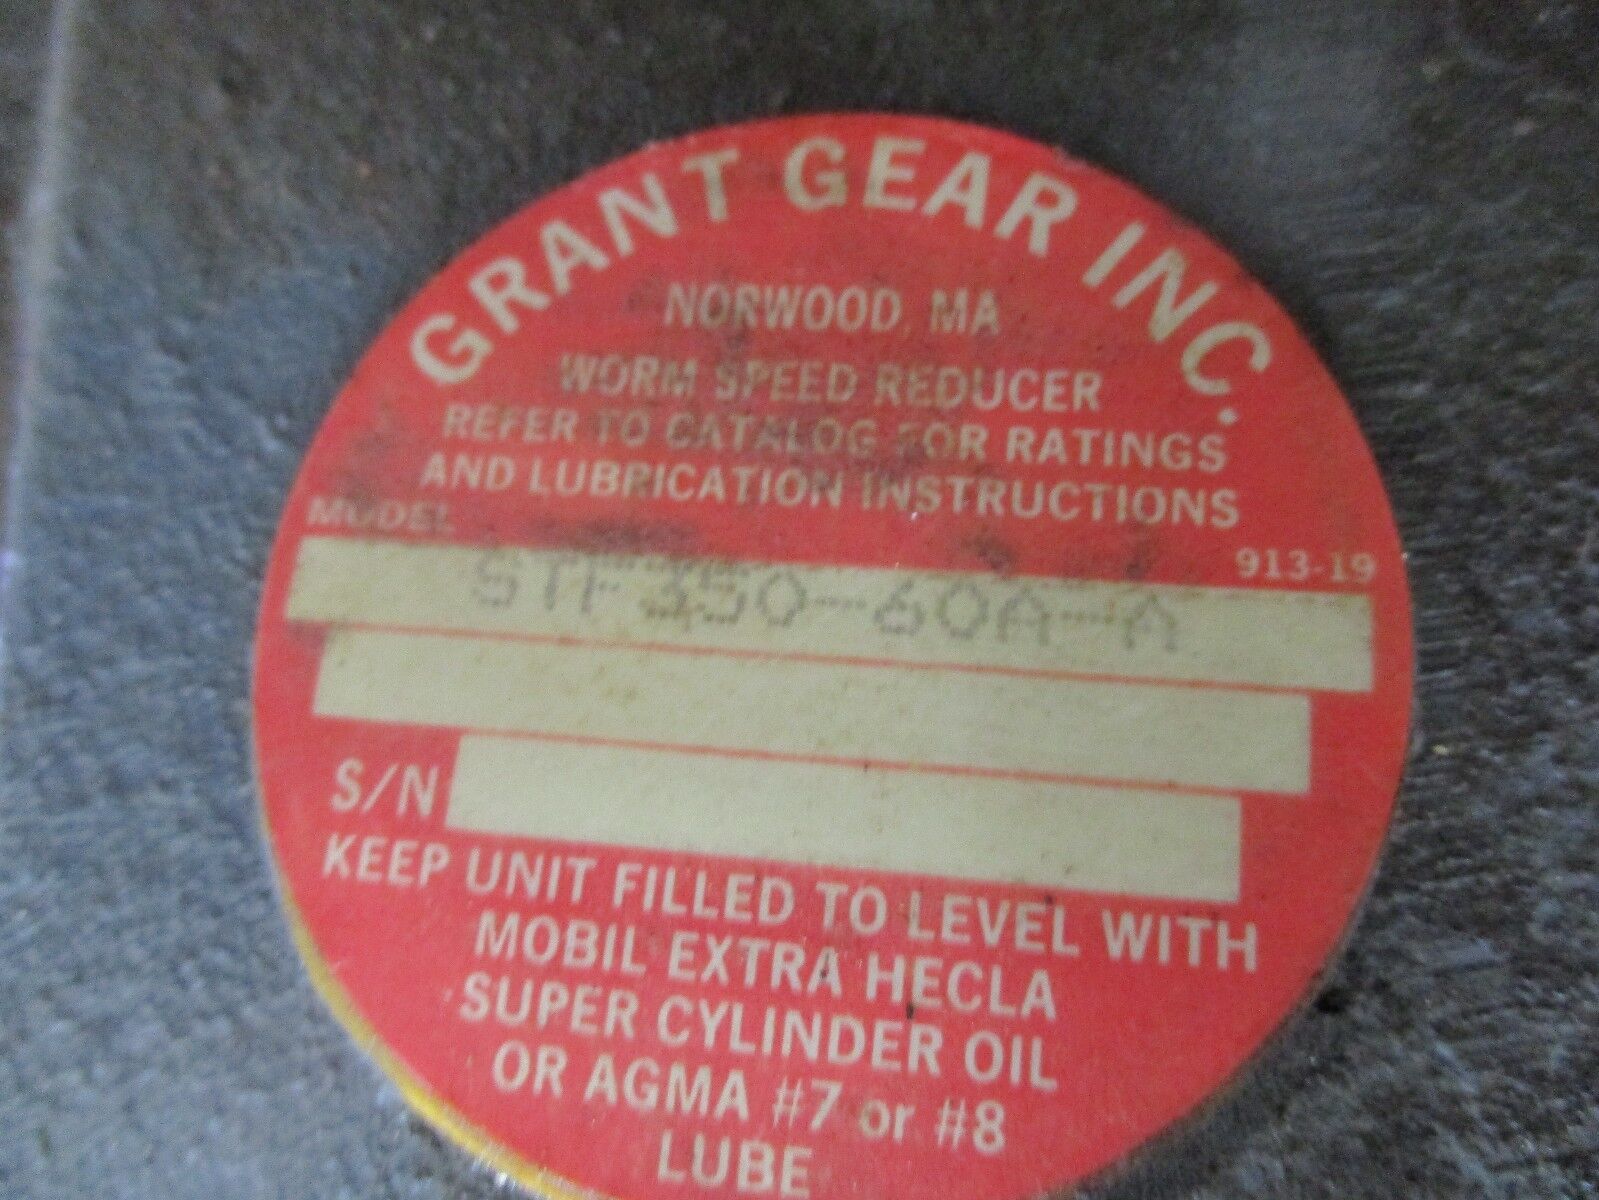 GRANT GEAR INC.
NORWOOD, MA
WORM SPEED REDUCER
REFER TO CATALOG FOR RATINGS
AND LUBRICATION INSTRUCTIONS
MODEL 913-19
STF350-60A-A
S/N
KEEP UNIT FILLED TO LEVEL WITH
MOBIL EXTRA HECLA
SUPER CYLINDER OIL
OR AGMA #7 or #8
LUBE